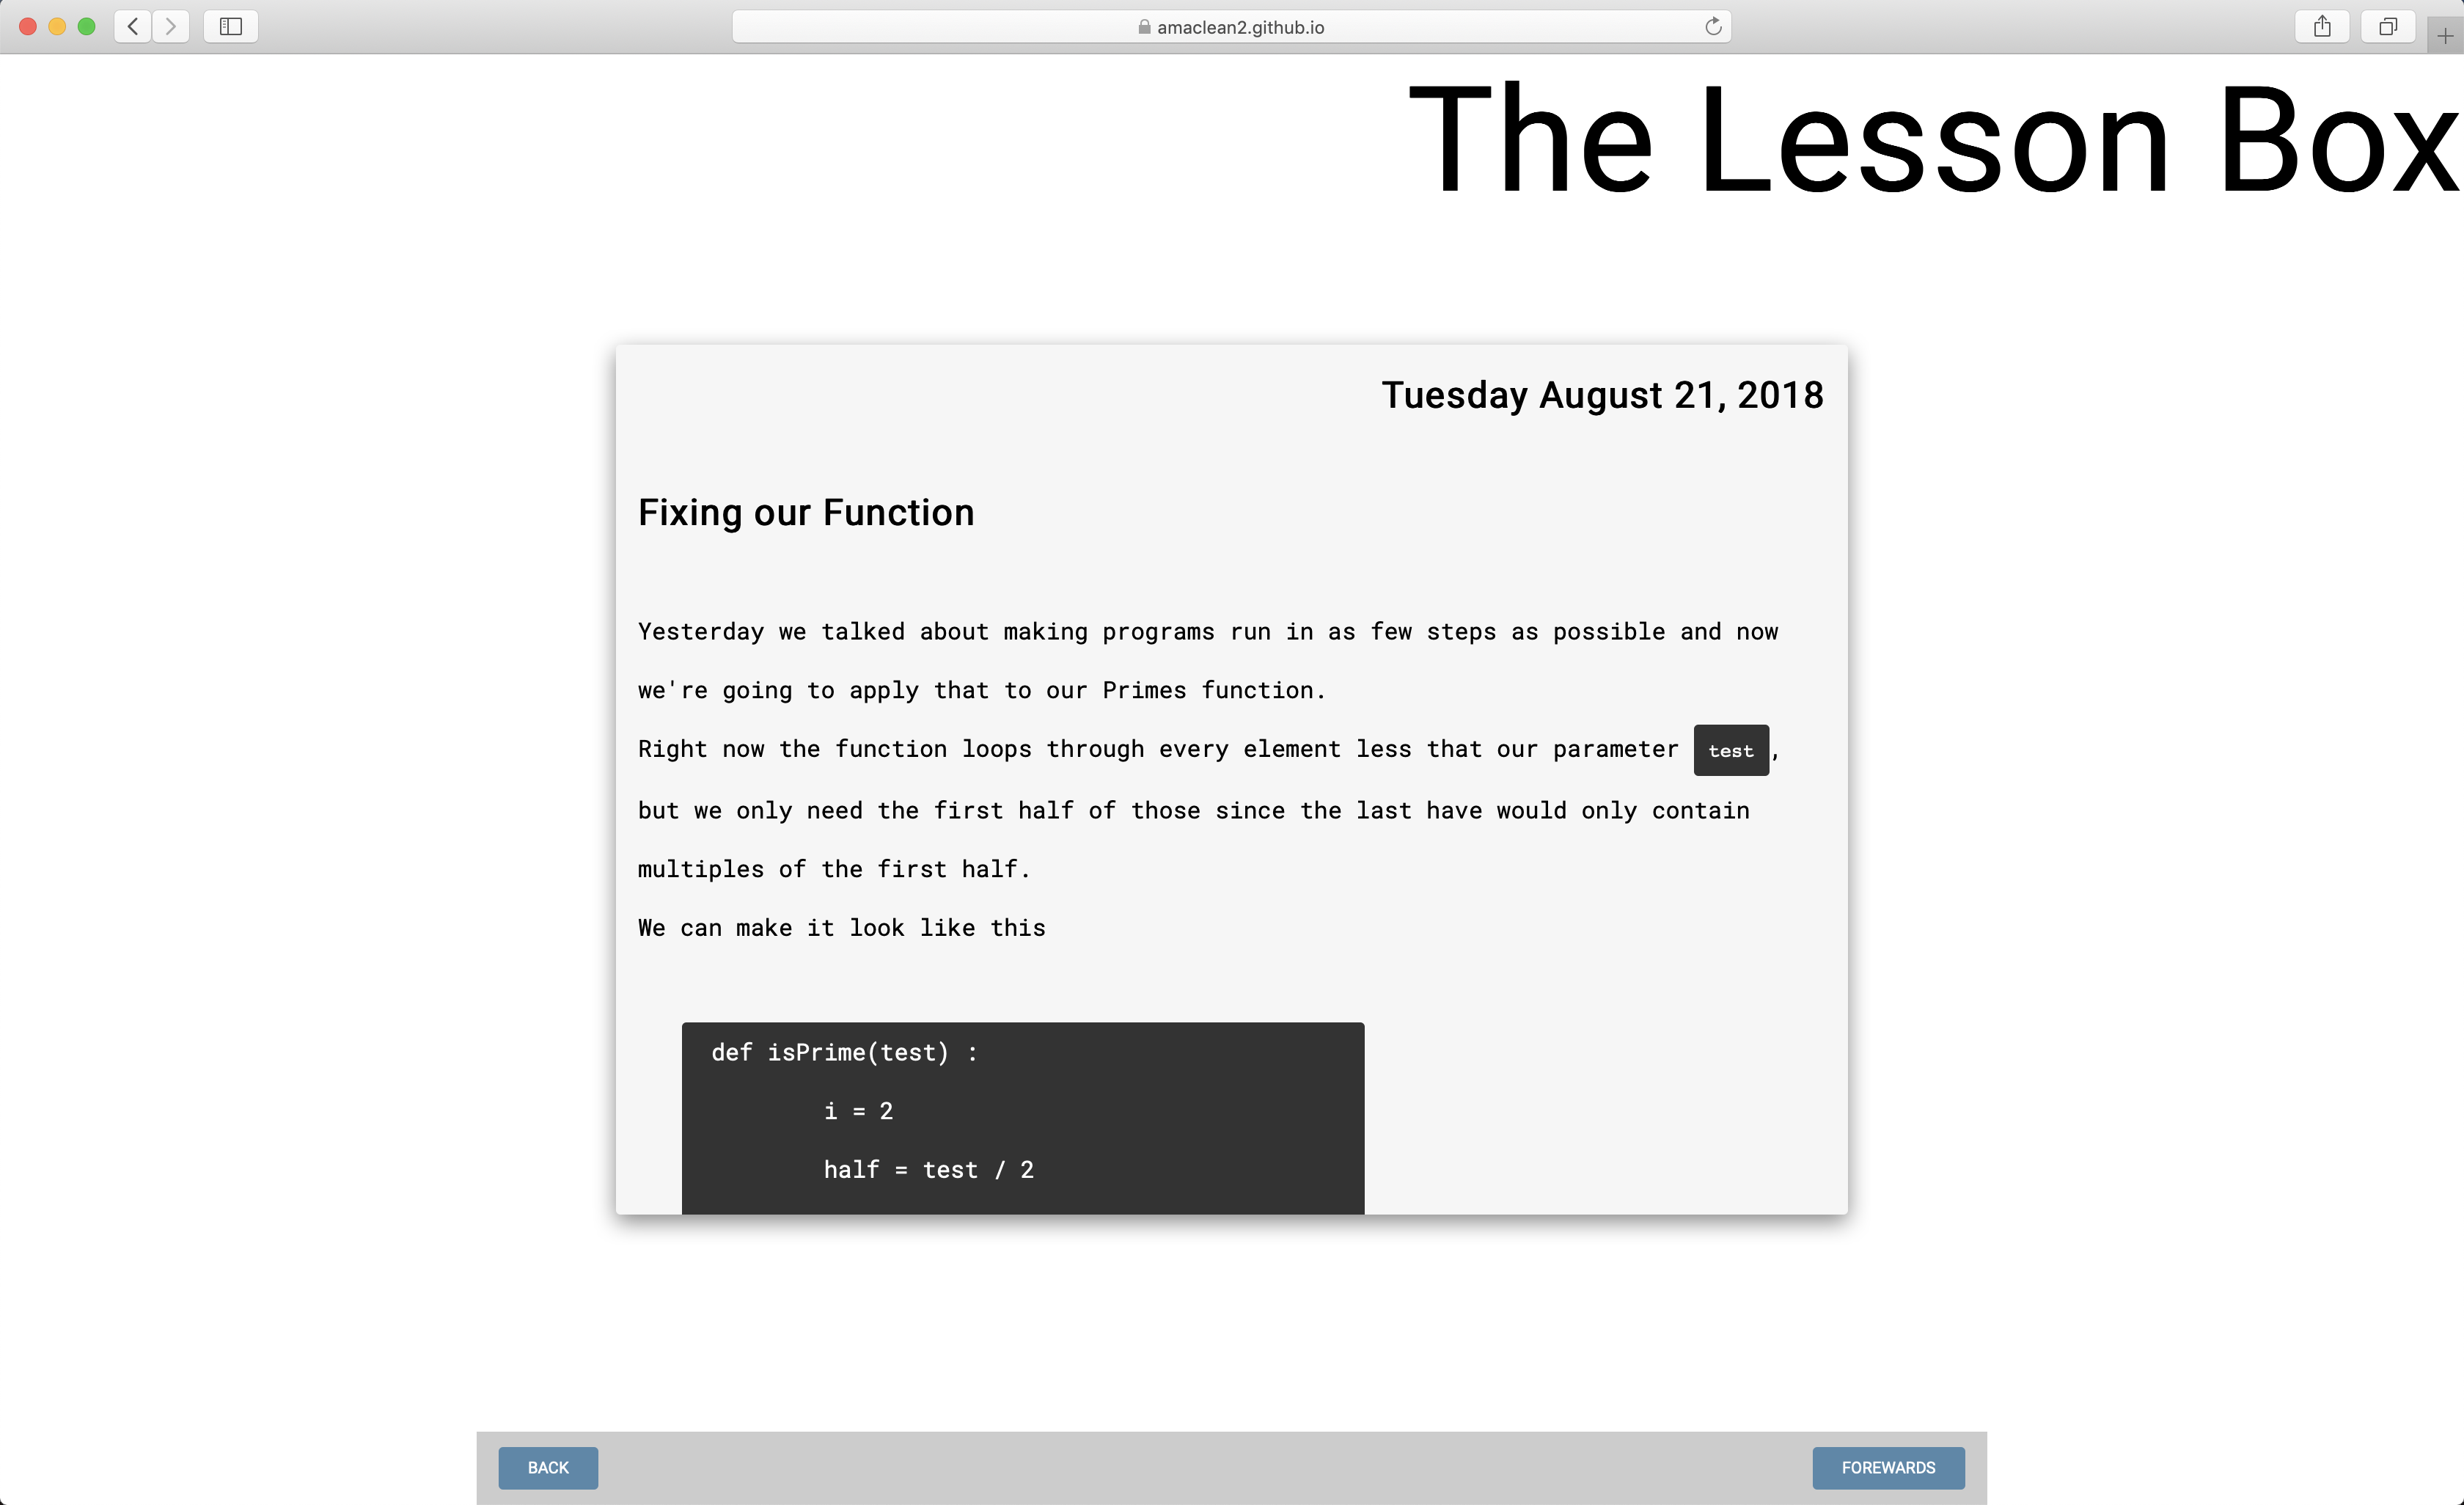 amaclean2.github.io
The Lesson Box
Tuesday August 21, 2018
Fixing our Function
Yesterday we talked about making programs run in as few steps as possible and now
we're going to apply that to our Primes function.
Right now the function loops through every element less that our parameter test,
but we only need the first half of those since the last have would only contain
multiples of the first half.
We can make it look like this
def isPrime(test) :
i = 2
half = test / 2
BACK
FOREWARDS